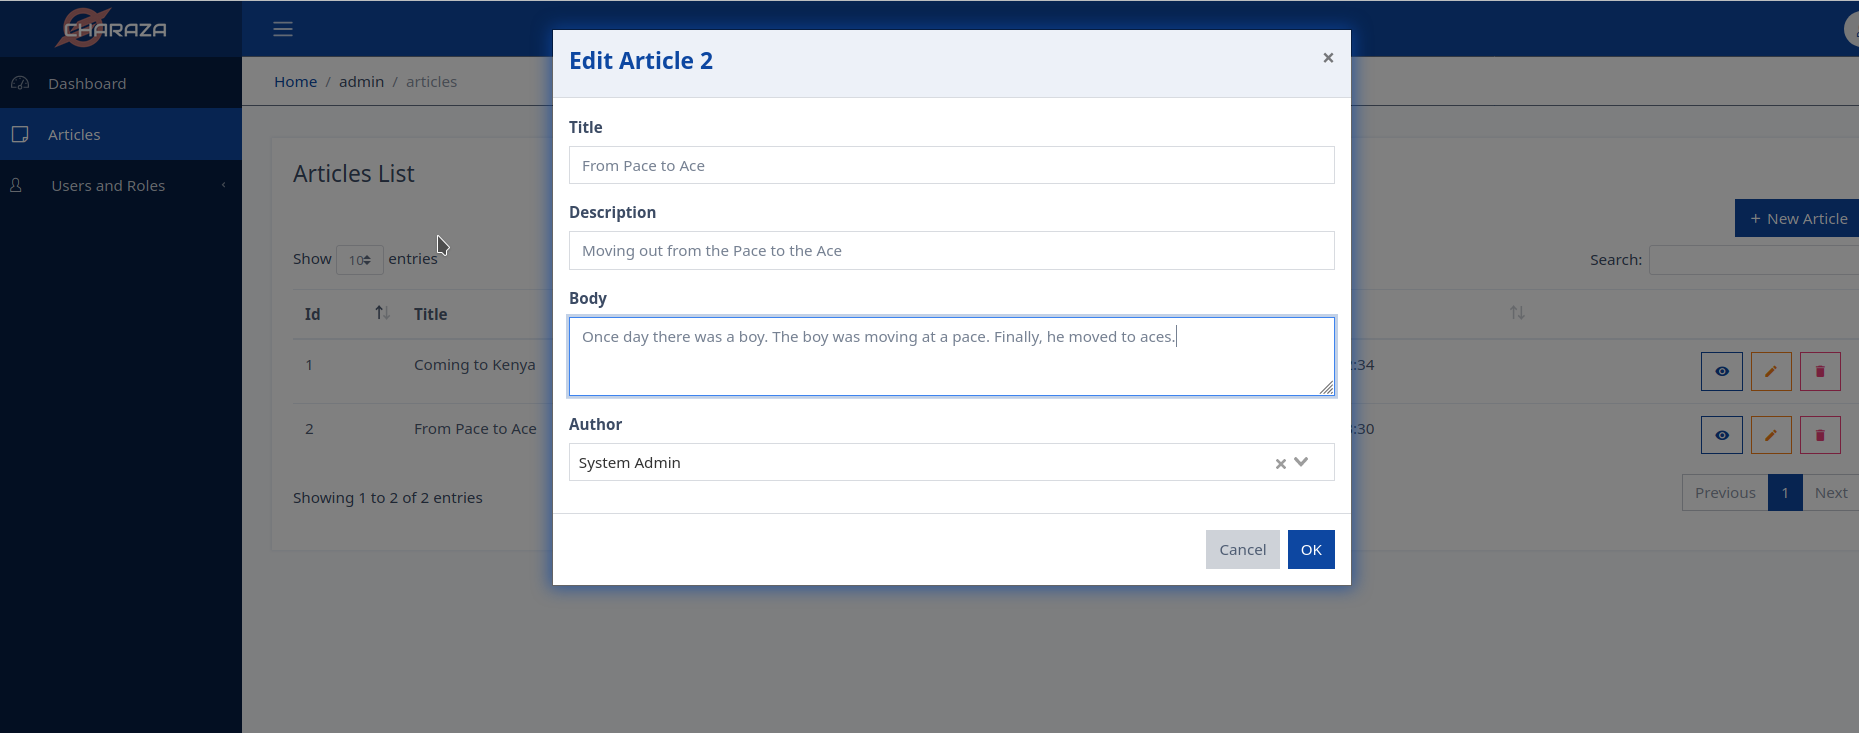 CHARAZA
Dashboard
Articles
Users and Roles
Home / admin / articles
Articles List
+ New Article
Show 10 entries
Search:
Id Title
1 Coming to Kenya :34
2 From Pace to Ace :30
Showing 1 to 2 of 2 entries
Previous 1 Next
Edit Article 2
×
Title
From Pace to Ace
Description
Moving out from the Pace to the Ace
Body
Once day there was a boy. The boy was moving at a pace. Finally, he moved to aces.
Author
System Admin
Cancel OK